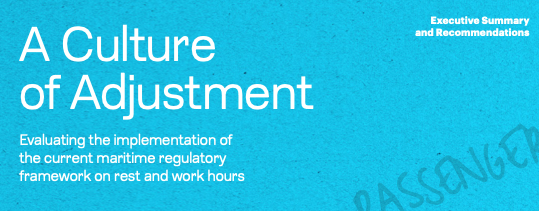 Executive Summary
and Recommendations
A Culture
of Adjustment
Evaluating the implementation of
the current maritime regulatory
framework on rest and work hours
PASSENGER